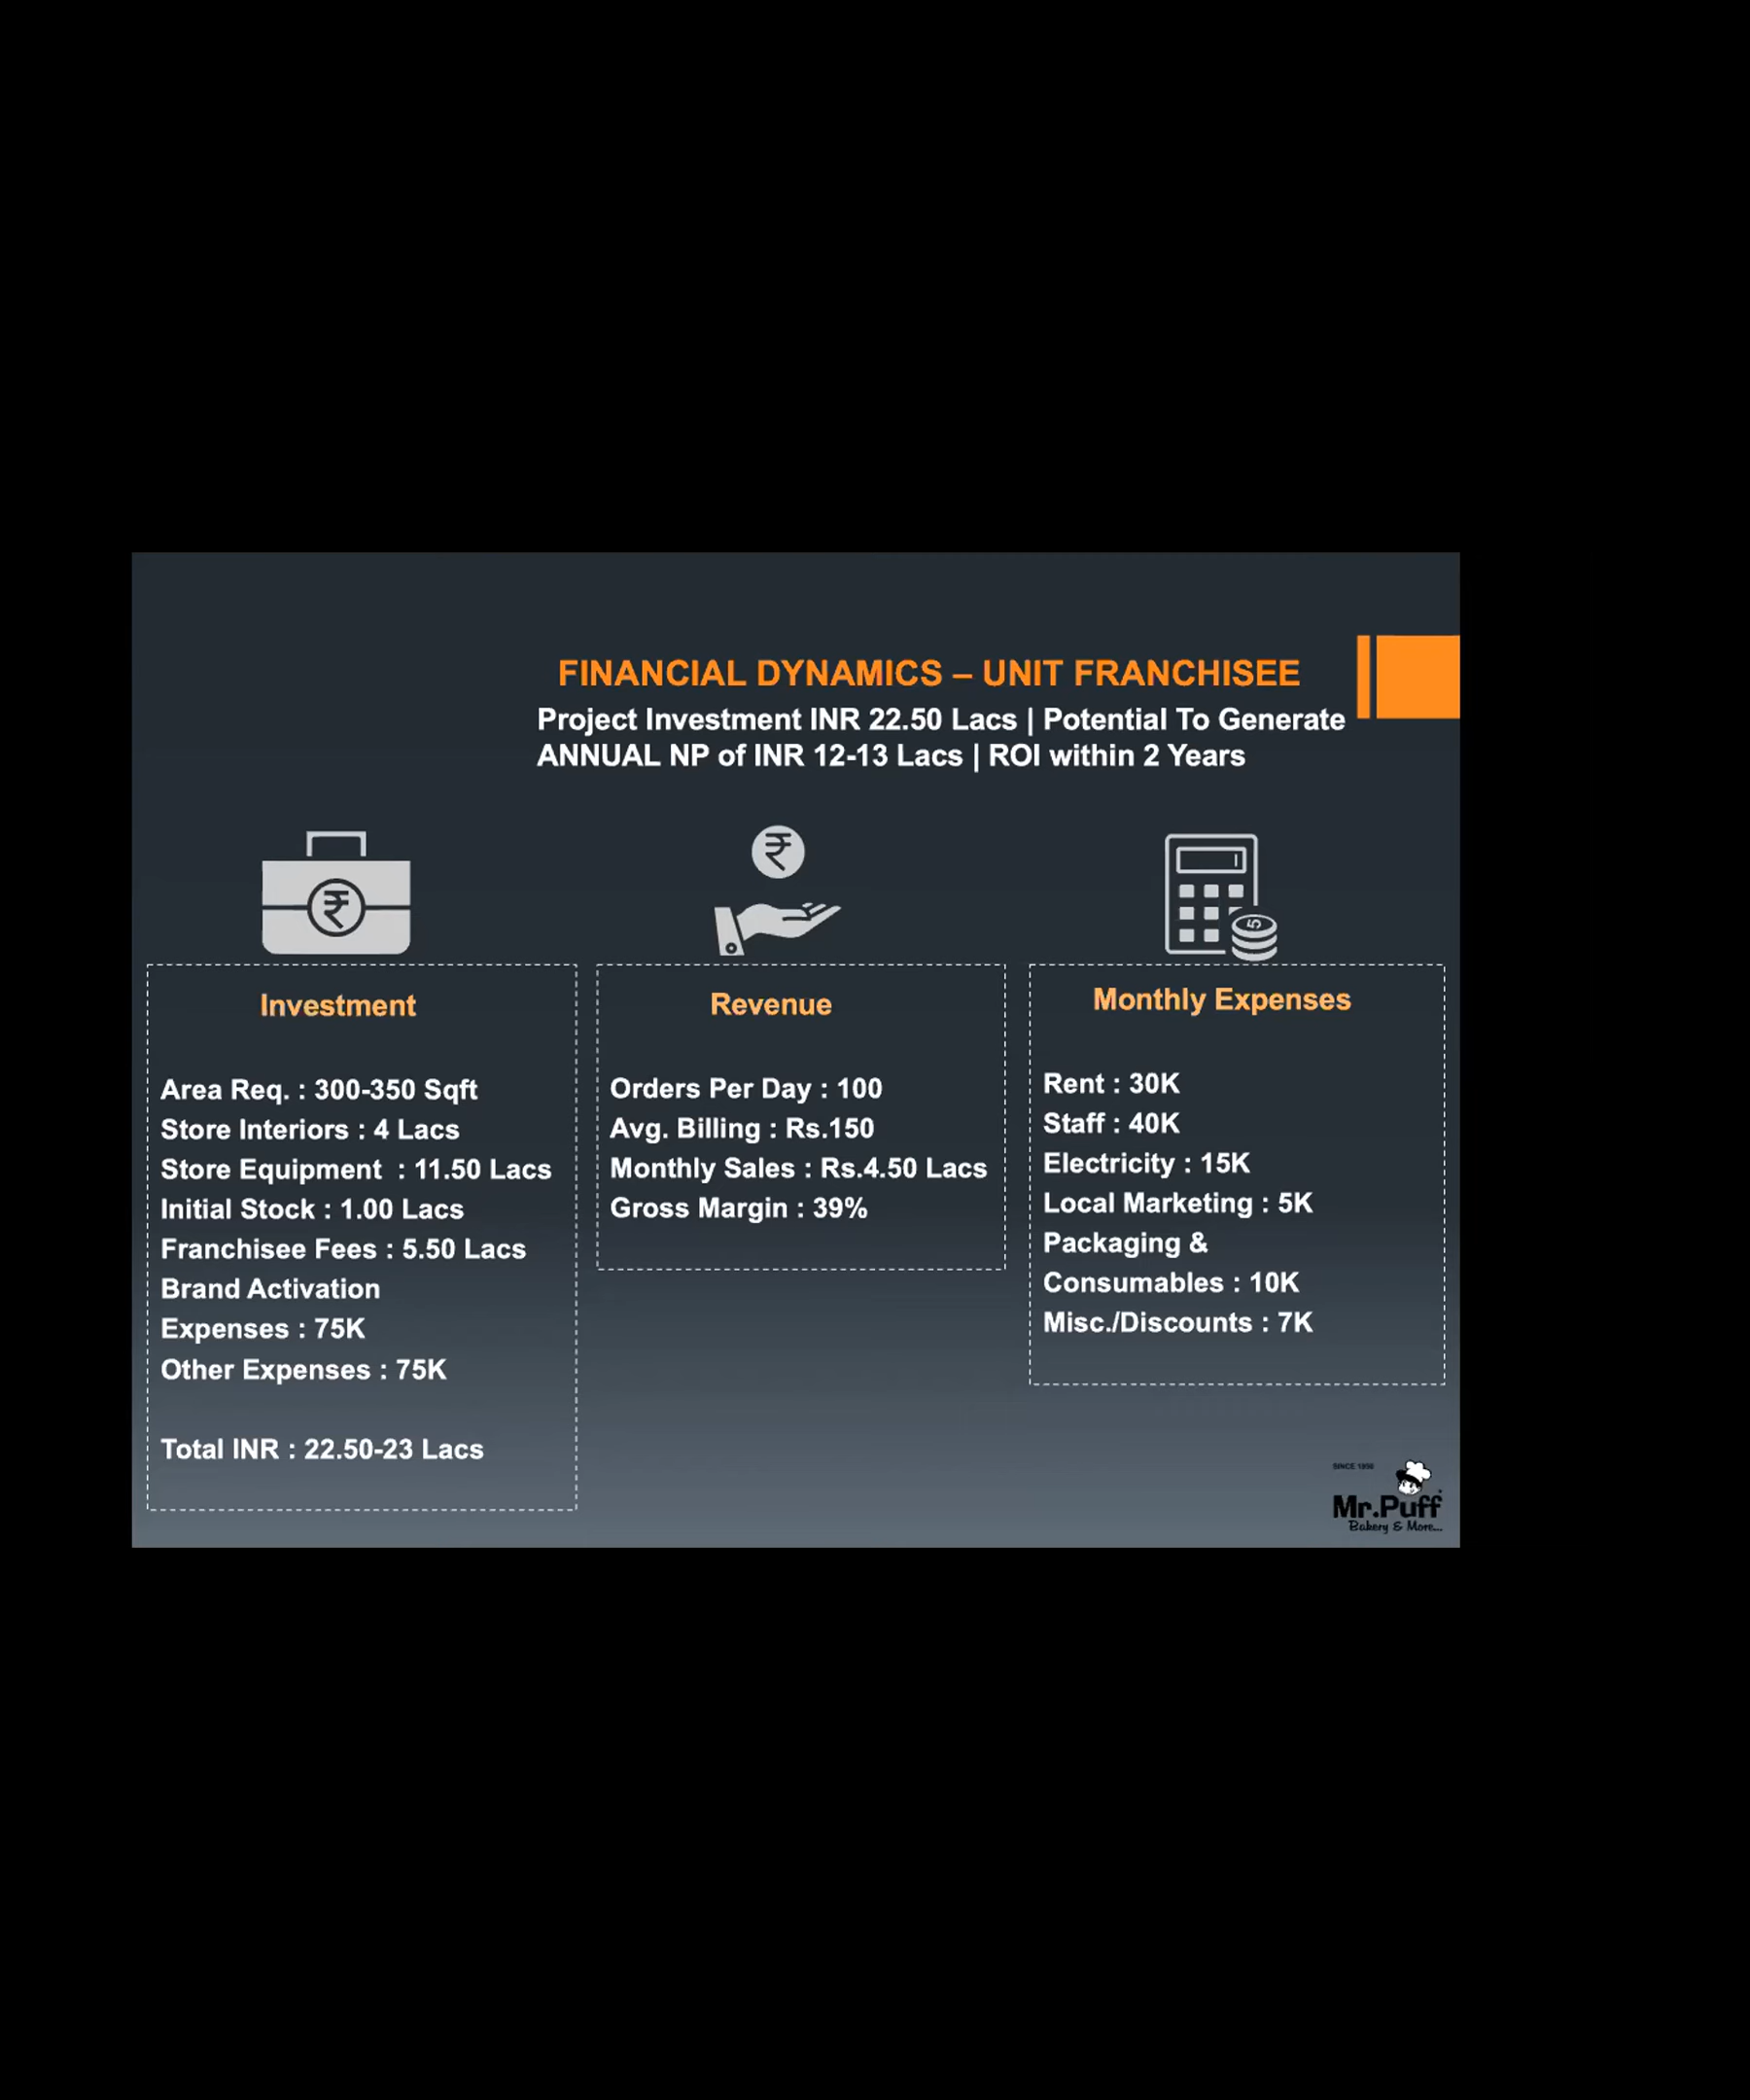 FINANCIAL DYNAMICS – UNIT FRANCHISEE
Project Investment INR 22.50 Lacs | Potential To Generate
ANNUAL NP of INR 12-13 Lacs | ROI within 2 Years
Investment
Area Req. : 300-350 Sqft
Store Interiors : 4 Lacs
Store Equipment : 11.50 Lacs
Initial Stock : 1.00 Lacs
Franchisee Fees : 5.50 Lacs
Brand Activation
Expenses : 75K
Other Expenses : 75K
Total INR : 22.50-23 Lacs
Revenue
Orders Per Day : 100
Avg. Billing : Rs.150
Monthly Sales : Rs.4.50 Lacs
Gross Margin : 39%
Monthly Expenses
Rent : 30K
Staff : 40K
Electricity : 15K
Local Marketing : 5K
Packaging &
Consumables : 10K
Misc./Discounts : 7K
SINCE
Mr.Puff
Bakery & More...